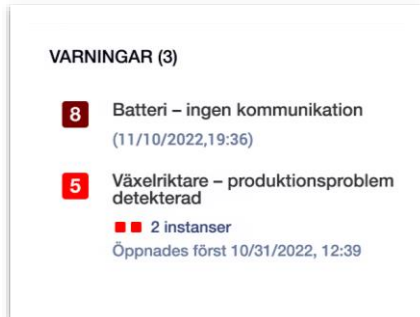 VARNINGAR (3)
8 Batteri – ingen kommunikation
(11/10/2022,19:36)
5 Växelriktare – produktionsproblem
detekterad
2 instanser
Öppnades först 10/31/2022, 12:39